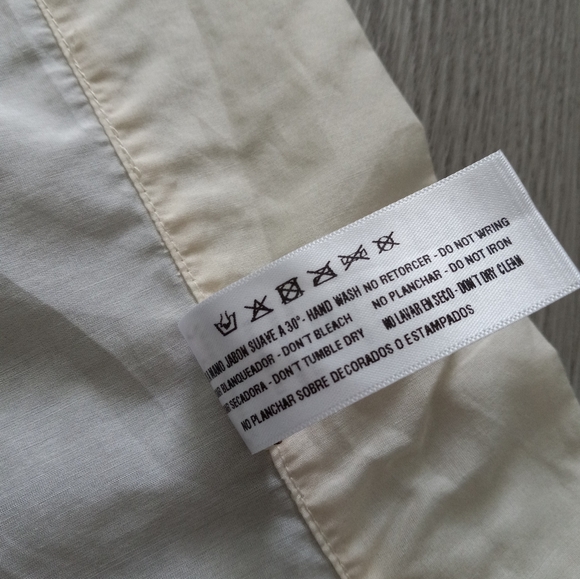 MANO JABON SUAVE A 30°- HAND WASH NO RETORCER - DO NOT WRING
BLANQUEADOR - DON'T BLEACH NO PLANCHAR - DO NOT IRON
SECADORA - DON'T TUMBLE DRY NO LAVAR EN SECO - DON'T DRY CLEAN
NO PLANCHAR SOBRE DECORADOS O ESTAMPADOS